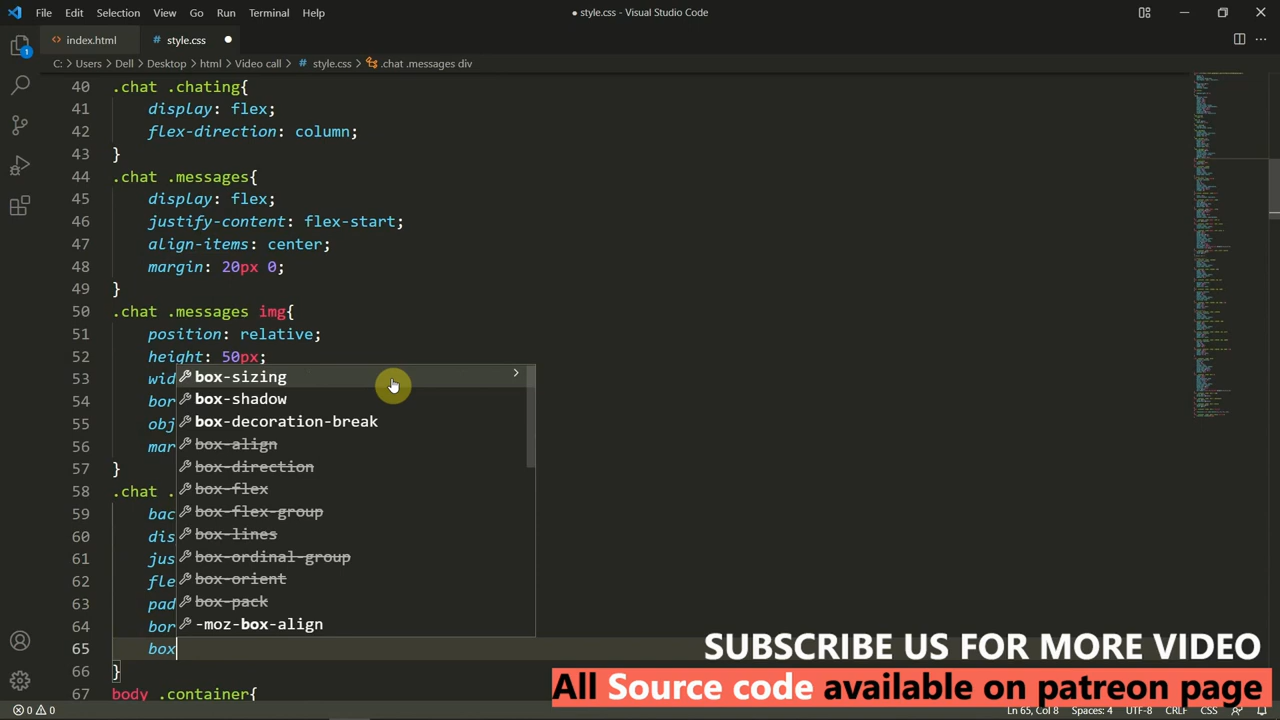 File Edit Selection View Go Run Terminal Help
● style.css - Visual Studio Code
index.html
# style.css ●
C: > Users > Dell > Desktop > html > Video call > # style.css > .chat .messages div
1
40 .chat .chating{
41 display: flex;
42 flex-direction: column;
43 }
44 .chat .messages{
45 display: flex;
46 justify-content: flex-start;
47 align-items: center;
48 margin: 20px 0;
49 }
50 .chat .messages img{
51 position: relative;
52 height: 50px;
53 wid
54 bor
55 obj
56 mar
57 }
58 .chat .
59 bac
60 dis
61 jus
62 fle
63 pad
64 bor
65 box
66 }
67 body .container{
box-sizing
box-shadow
box-decoration-break
box-align
box-direction
box-flex
box-flex-group
box-lines
box-ordinal-group
box-orient
box-pack
-moz-box-align
SUBSCRIBE US FOR MORE VIDEO
All Source code available on patreon page
0 0
Ln 65, Col 8 Spaces: 4 UTF-8 CRLF CSS